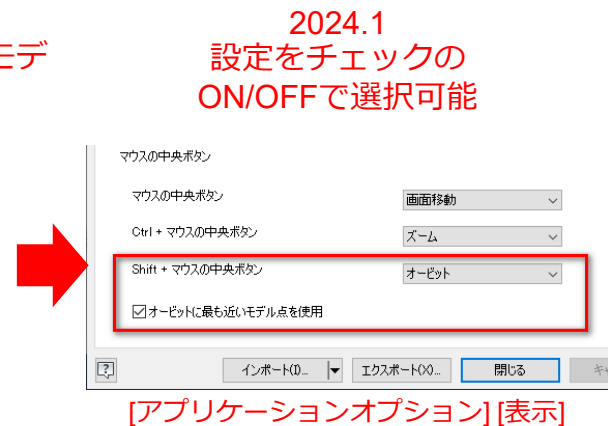 モデ
2024.1
設定をチェックの
ON/OFFで選択可能
マウスの中央ボタン
マウスの中央ボタン 画面移動
Ctrl + マウスの中央ボタン ズーム
Shift + マウスの中央ボタン オービット
オービットに最も近いモデル点を使用
? インポート(I)... エクスポート(X)... 閉じる キャ
[アプリケーションオプション] [表示]